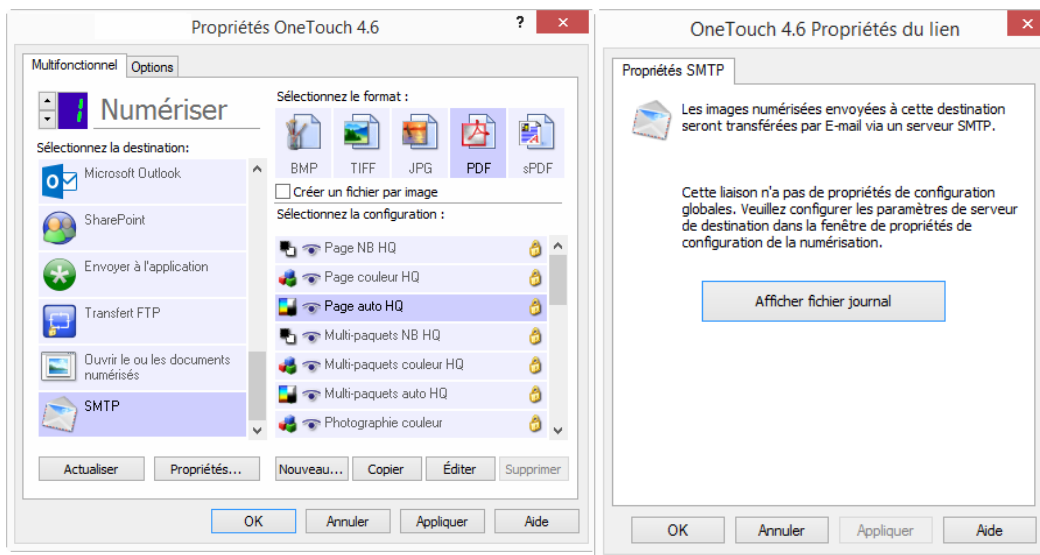 Propriétés OneTouch 4.6
?
×
Multifonctionnel
Options
1
Numériser
Sélectionnez la destination:
Microsoft Outlook
SharePoint
Envoyer à l'application
Transfert FTP
Ouvrir le ou les documents
numérisés
SMTP
Sélectionnez le format :
BMP
TIFF
JPG
PDF
sPDF
Créer un fichier par image
Sélectionnez la configuration :
Page NB HQ
Page couleur HQ
Page auto HQ
Multi-paquets NB HQ
Multi-paquets couleur HQ
Multi-paquets auto HQ
Photographie couleur
Actualiser
Propriétés...
Nouveau...
Copier
Éditer
Supprimer
OK
Annuler
Appliquer
Aide
OneTouch 4.6 Propriétés du lien
×
Propriétés SMTP
Les images numérisées envoyées à cette destination
seront transférées par E-mail via un serveur SMTP.
Cette liaison n'a pas de propriétés de configuration
globales. Veuillez configurer les paramètres de serveur
de destination dans la fenêtre de propriétés de
configuration de la numérisation.
Afficher fichier journal
OK
Annuler
Appliquer
Aide